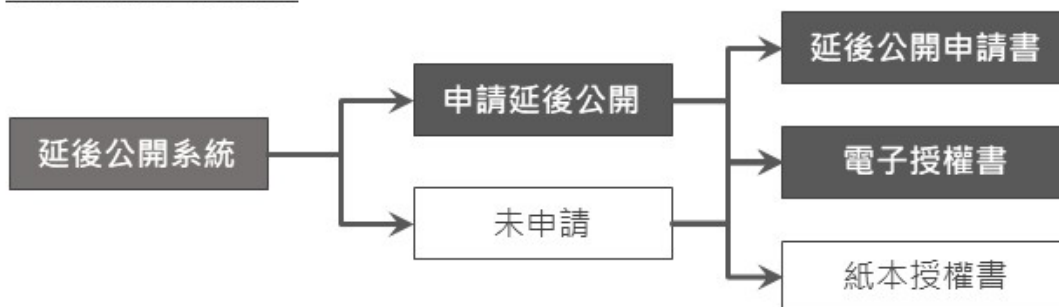 延後公開系統
申請延後公開
未申請
延後公開申請書
電子授權書
紙本授權書